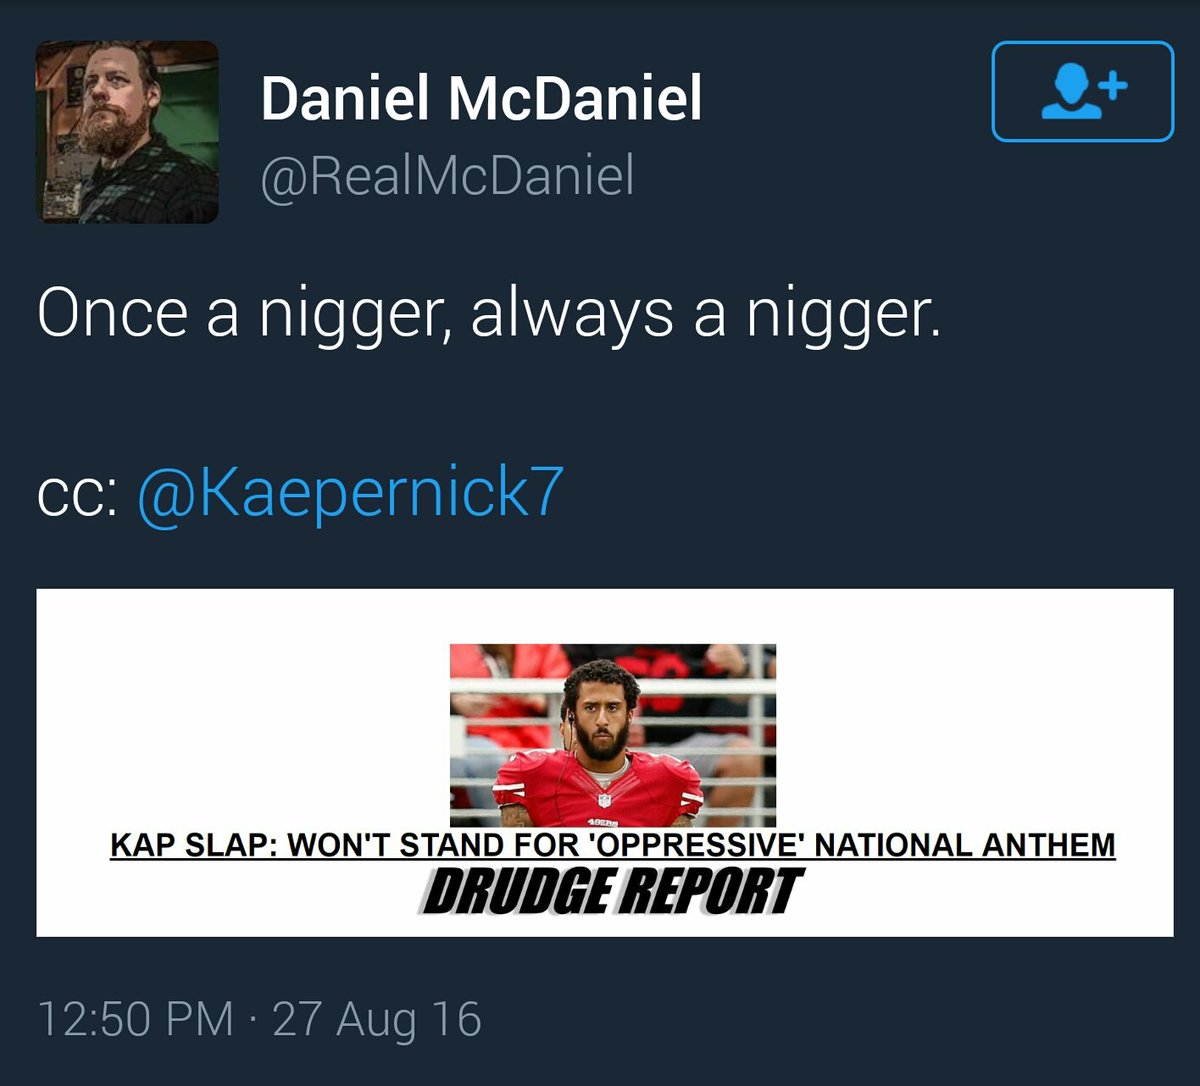 Daniel McDaniel
@RealMcDaniel
Once a nigger, always a nigger.
cc: @Kaepernick7
KAP SLAP: WON'T STAND FOR 'OPPRESSIVE' NATIONAL ANTHEM
DRUDGE REPORT
12:50 PM · 27 Aug 16